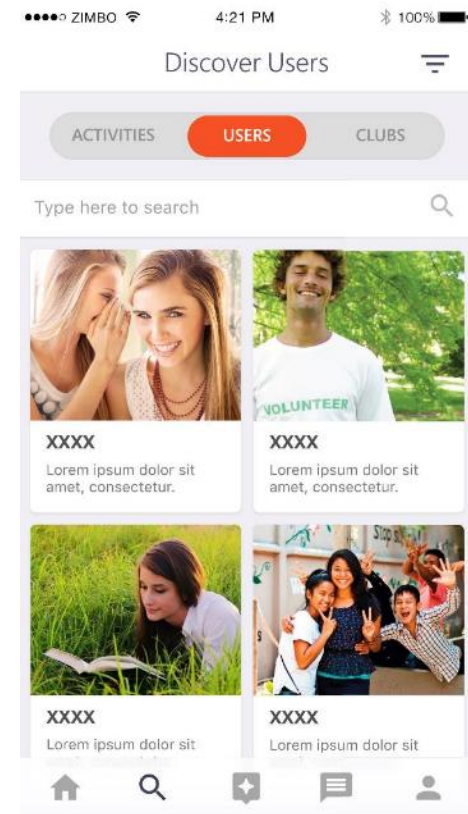 ZIMBO 4:21 PM 100%
Discover Users
ACTIVITIES USERS CLUBS
Type here to search
VOLUNTEER
XXXX
Lorem ipsum dolor sit
amet, consectetur.
XXXX
Lorem ipsum dolor sit
amet, consectetur.
Stop
XXXX
Lorem ipsum dolor sit
XXXX
Lorem ipsum dolor sit